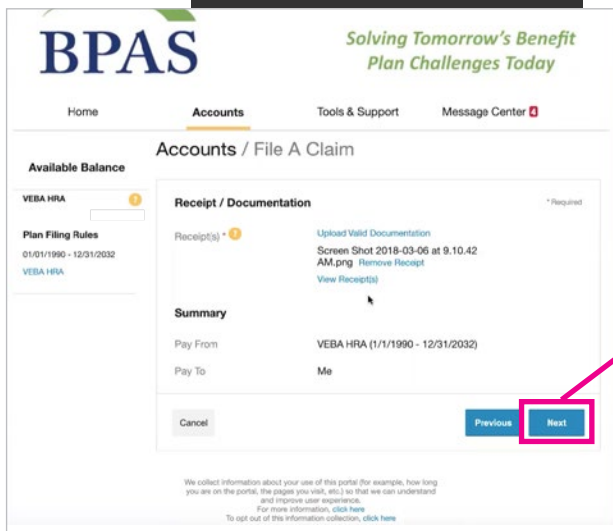 BPAS
Solving Tomorrow's Benefit
Plan Challenges Today
Home Accounts Tools & Support Message Center 4
Accounts / File A Claim
Available Balance
VEBA HRA ?
Plan Filing Rules
01/01/1990 - 12/31/2032
VEBA HRA
Receipt / Documentation * Required
Receipt(s) * ? Upload Valid Documentation
Screen Shot 2018-03-06 at 9.10.42
AM.png Remove Receipt
View Receipt(s)
Summary
Pay From VEBA HRA (1/1/1990 - 12/31/2032)
Pay To Me
Cancel Previous Next
We collect information about your use of this portal (for example, how long
you are on the portal, the pages you visit, etc.) so that we can understand
and improve user experience.
For more information, click here
To opt out of this information collection, click here